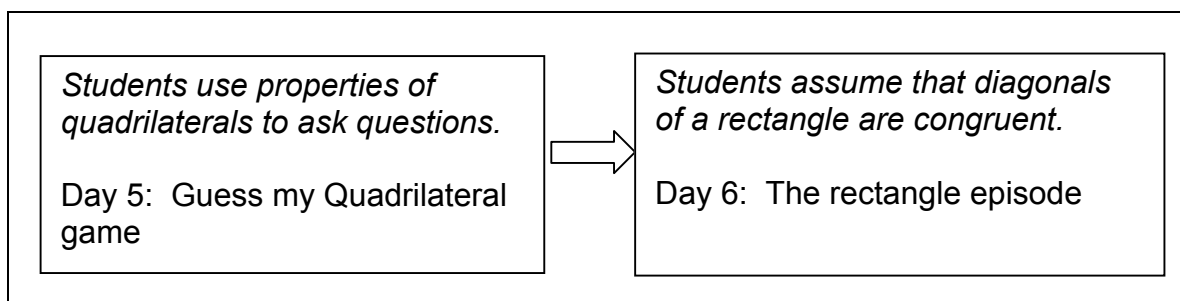 Students use properties of
quadrilaterals to ask questions.
Day 5:  Guess my Quadrilateral
game
Students assume that diagonals
of a rectangle are congruent.
Day 6:  The rectangle episode